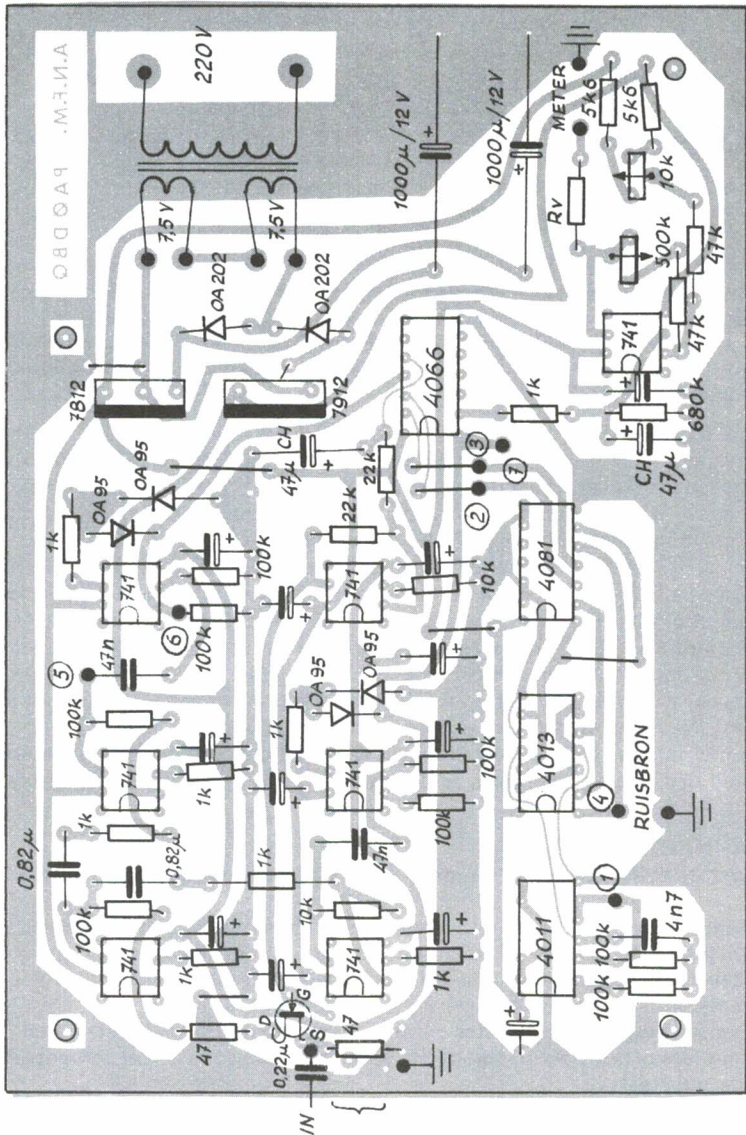 A.N.F.M. PAØDBQ
220V
7,5V
7,5V
OA202
OA202
1000µ/12V
1000µ/12V
METER
5k6
5k6
10k
Rv
500k
47k
47k
741
680k
CH
47µ
7812
7912
4066
1k
③
⑦
②
CH
47µ
22k
22k
OA95
OA95
1k
741
100k
100k
⑥
⑤
47n
741
10k
4081
OA95
OA95
1k
741
100k
100k
47n
100k
741
1k
1k
0,82µ
0,82µ
100k
741
1k
1k
10k
741
1k
47
47
D
G
S
0,22µ
IN
4013
④
RUISBRON
4011
①
100k
100k
4n7